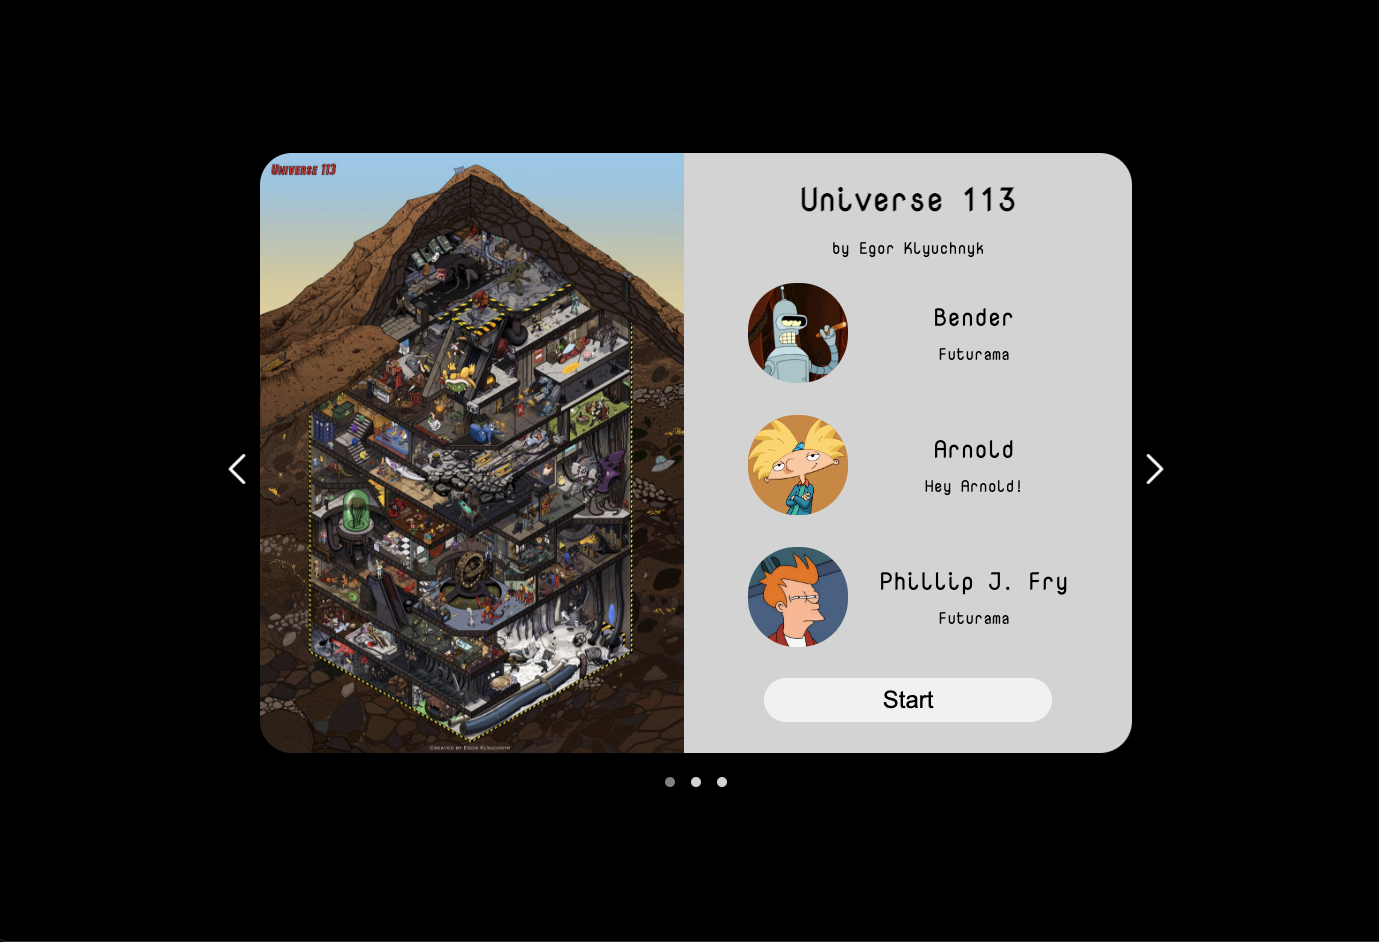 UNIVERSE 113
CREATED BY EGOR KLYUCHNYK
Universe 113
by Egor Klyuchnyk
Bender
Futurama
Arnold
Hey Arnold!
Phillip J. Fry
Futurama
Start